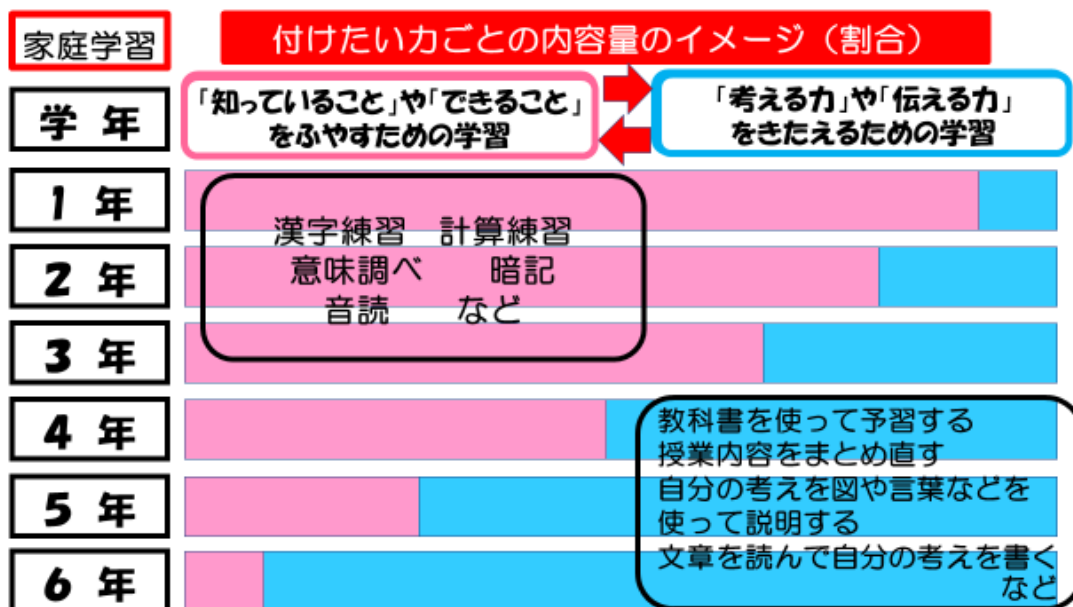 家庭学習
付けたい力ごとの内容量のイメージ（割合）
学 年
「知っていること」や「できること」
をふやすための学習
「考える力」や「伝える力」
をきたえるための学習
1 年
2 年
3 年
4 年
5 年
6 年
漢字練習　計算練習
意味調べ　　暗記
音読　　など
教科書を使って予習する
授業内容をまとめ直す
自分の考えを図や言葉などを
使って説明する
文章を読んで自分の考えを書く
など